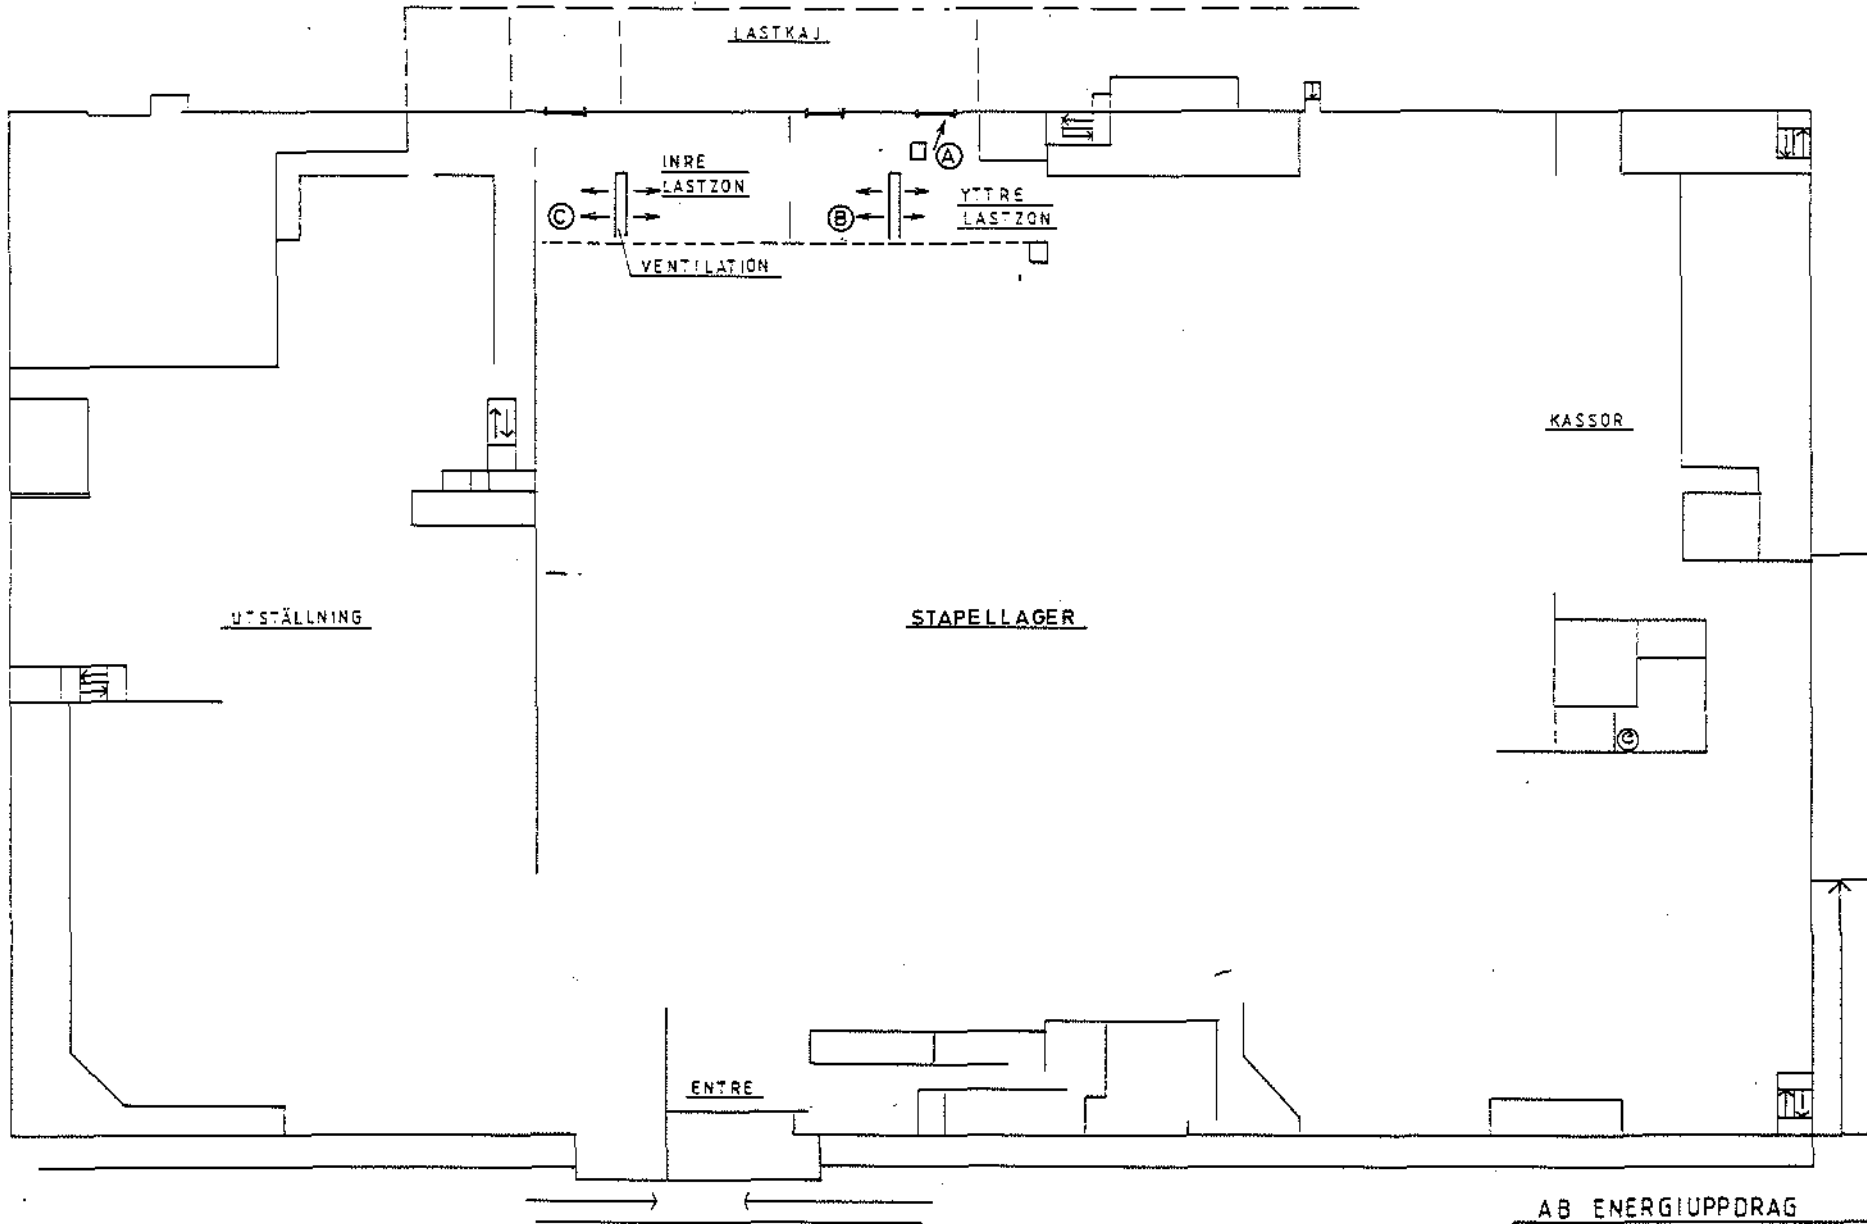 LASTKAJ
A
INRE
LASTZON
YTTRE
LASTZON
C
B
VENTILATION
KASSOR
UTSTÄLLNING
STAPELLAGER
C
ENTRE
AB ENERGIUPPDRAG